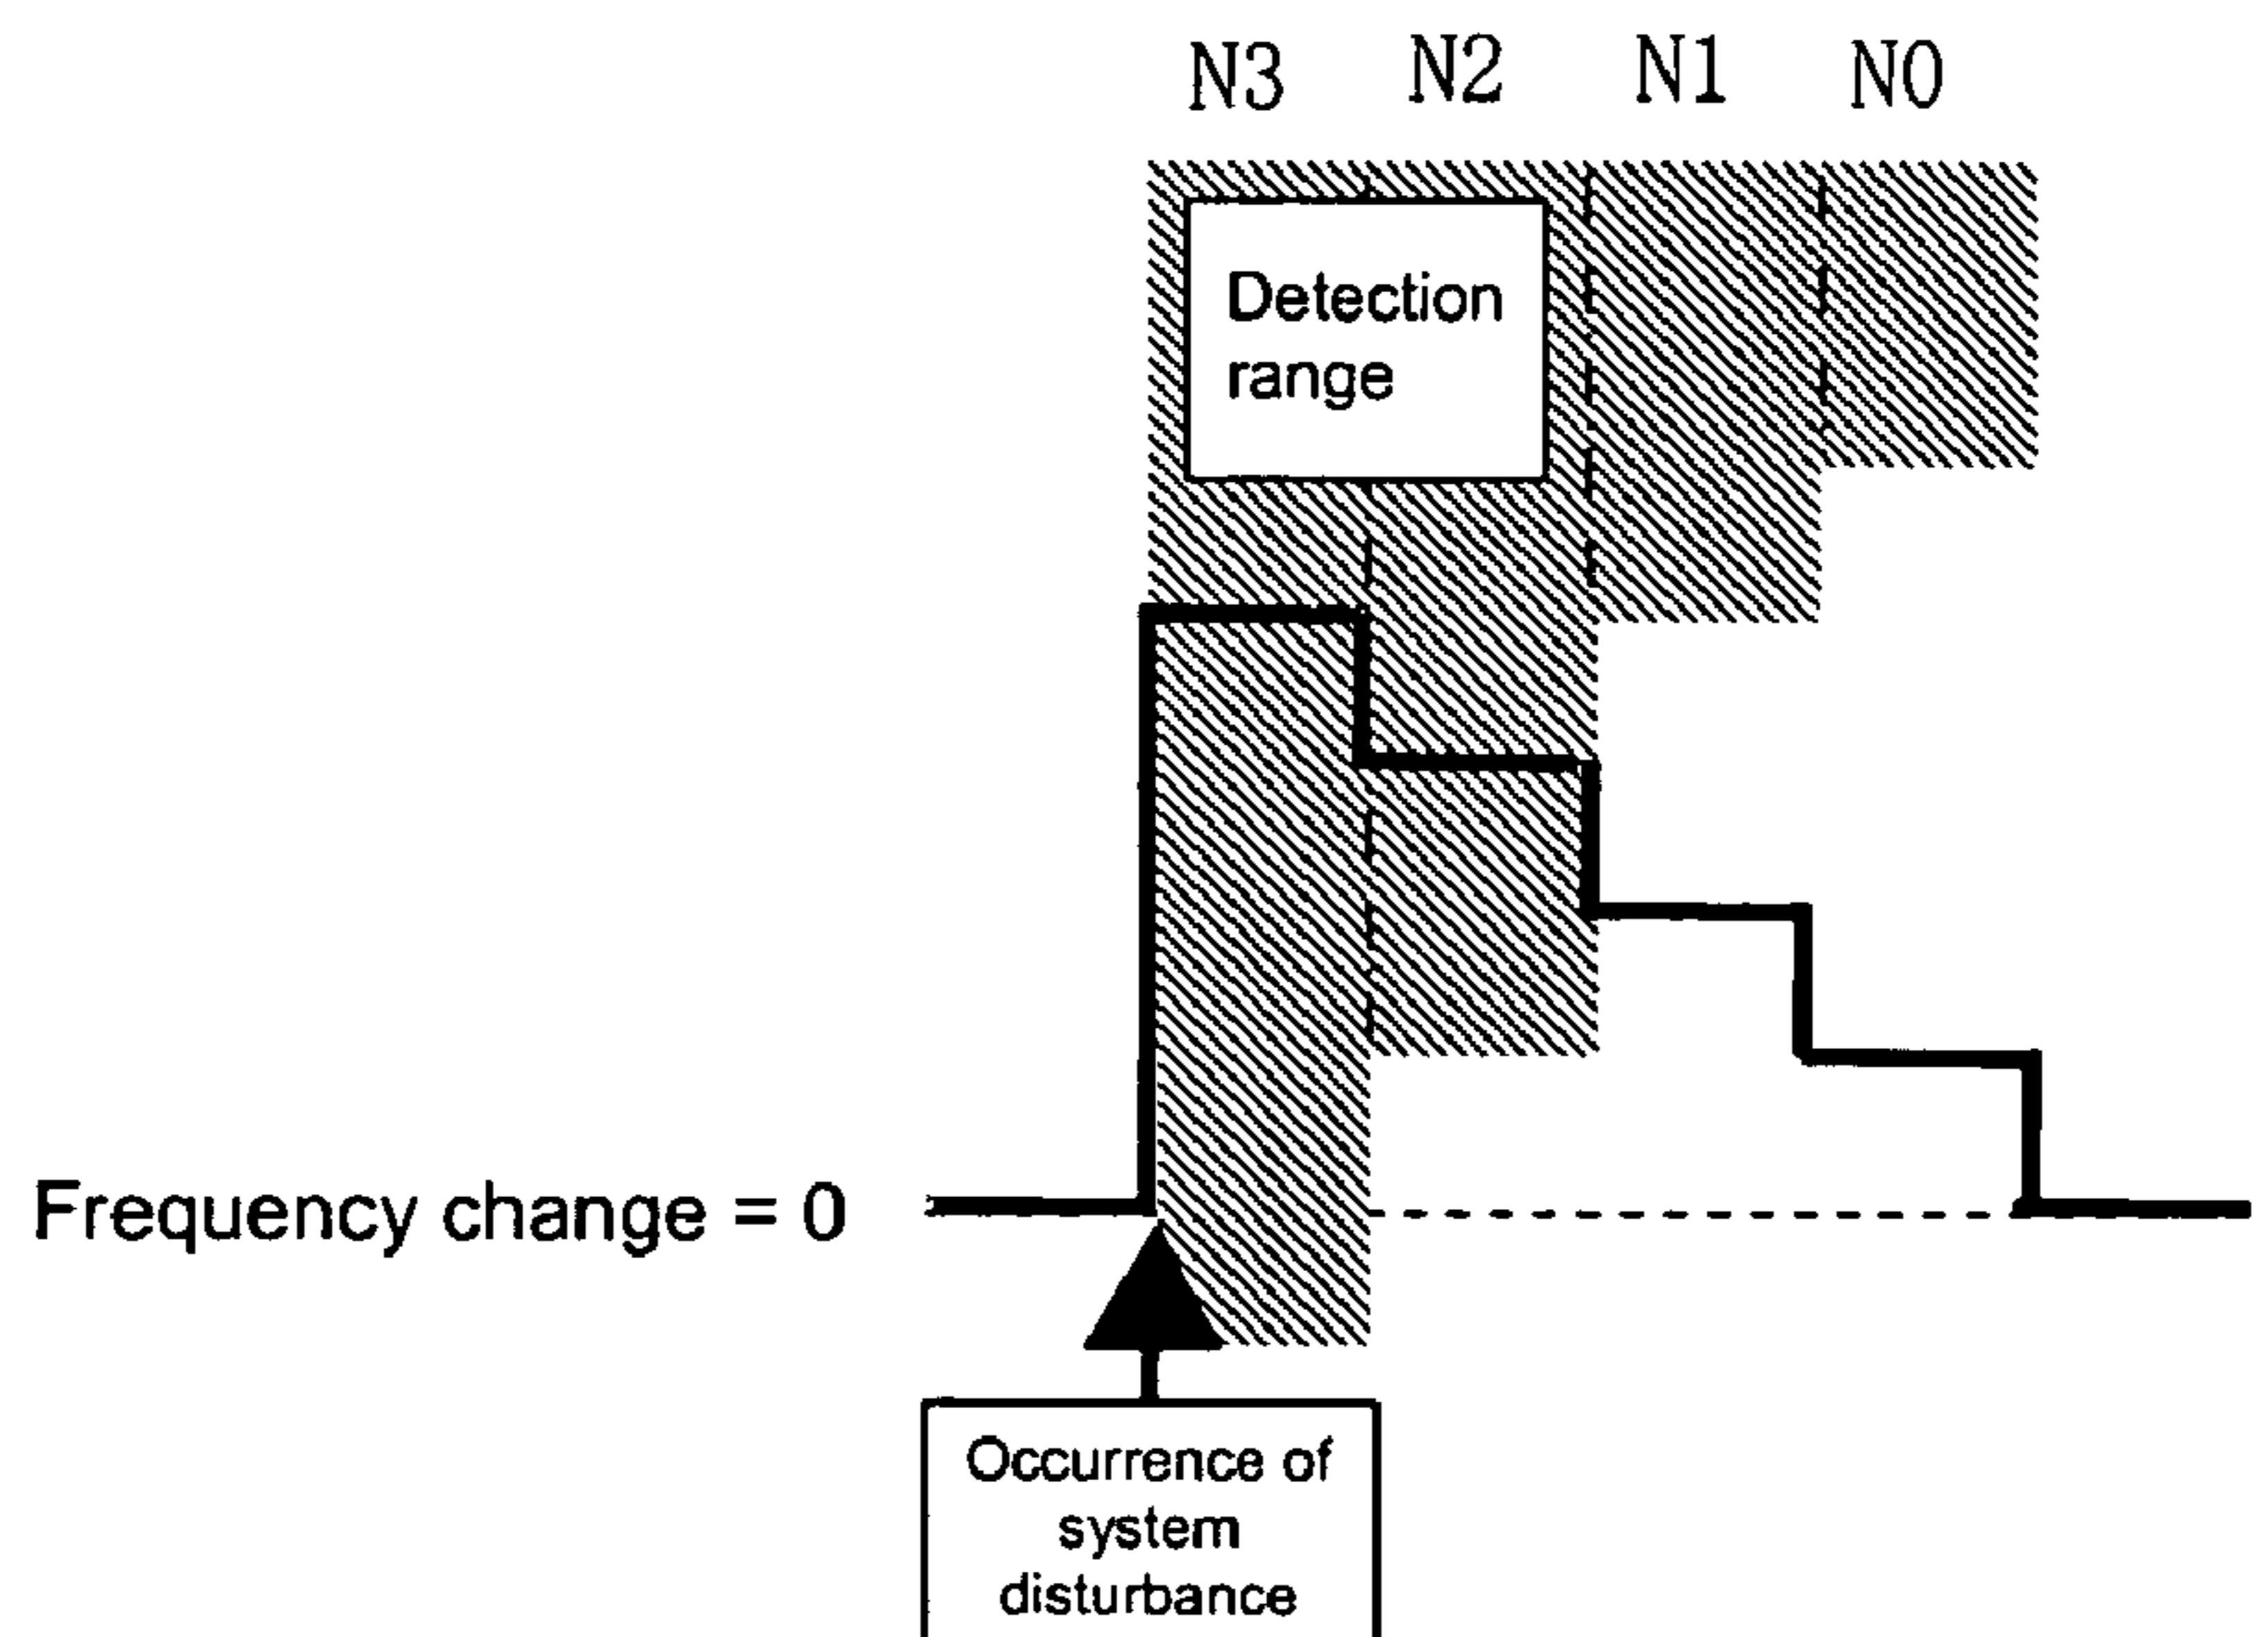 N3 N2 N1 N0
Detection
range
Frequency change = 0
Occurrence of
system
disturbance